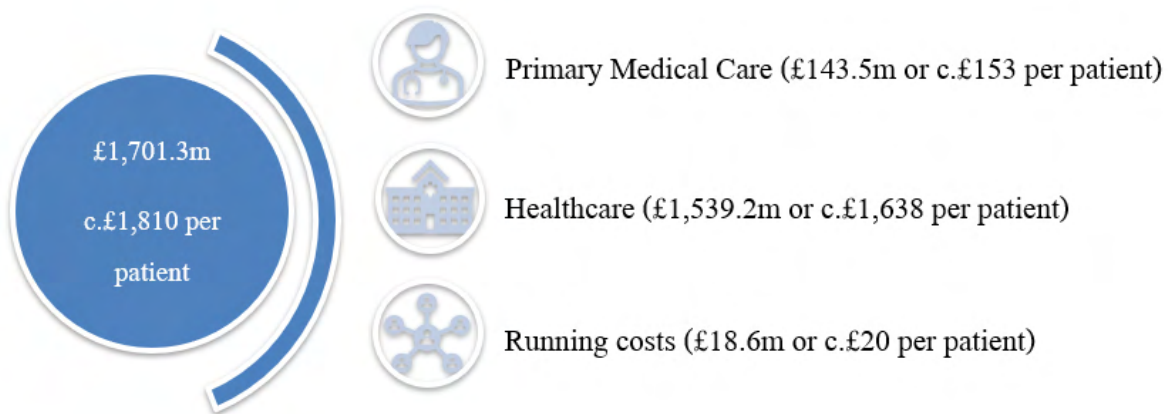 £1,701.3m
c.£1,810 per
patient
Primary Medical Care (£143.5m or c.£153 per patient)
Healthcare (£1,539.2m or c.£1,638 per patient)
Running costs (£18.6m or c.£20 per patient)